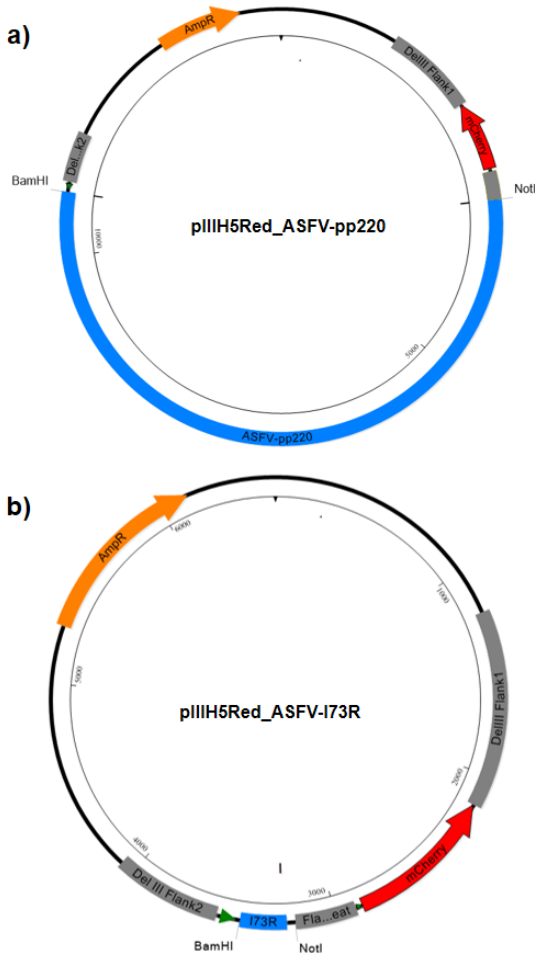 a)
AmpR
DelIII Flank1
mCherry
Del...k2
BamHI
NotI
10000
pIIIH5Red_ASFV-pp220
5000
ASFV-pp220
b)
AmpR
6000
1000
5000
DelIII Flank1
pIIIH5Red_ASFV-I73R
2000
4000
mCherry
3000
Del III Flank2
I73R
Fla...eat
BamHI
NotI